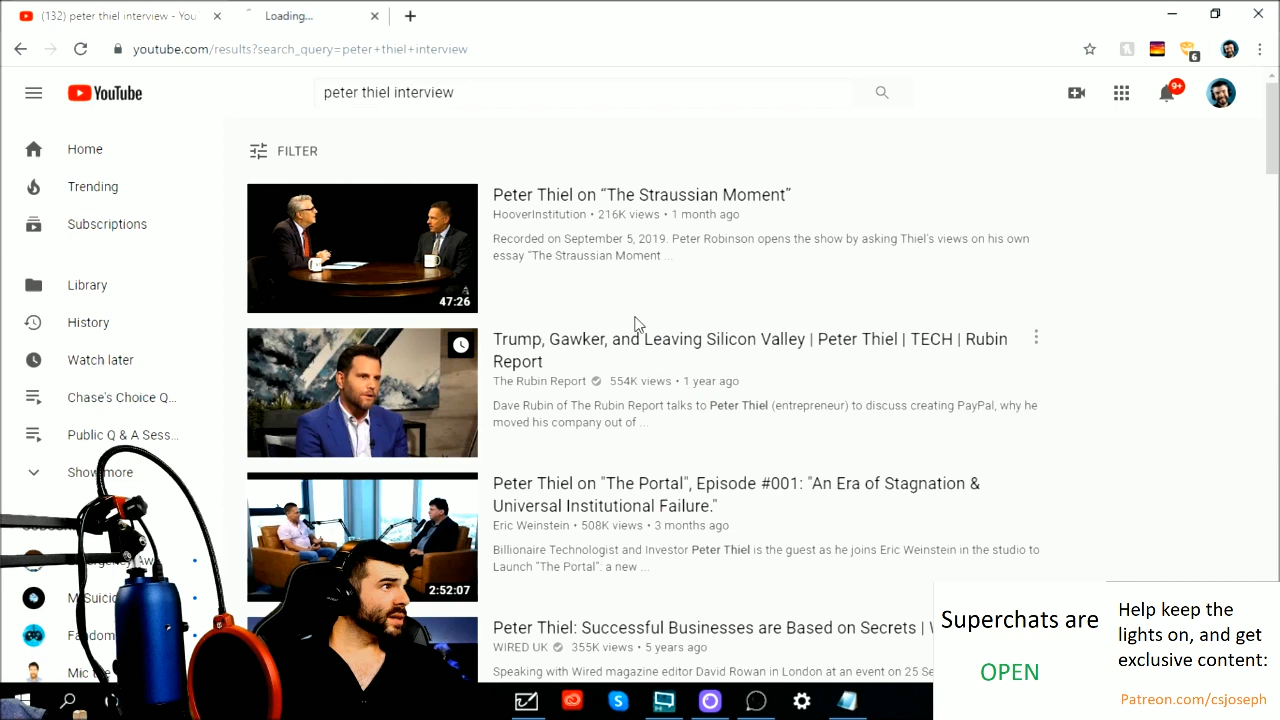 (132) peter thiel interview - You
Loading...
youtube.com/results?search_query=peter+thiel+interview
6
YouTube
peter thiel interview
9+
Home
Trending
Subscriptions
Library
History
Watch later
Chase's Choice Q...
Public Q & A Sess...
Show more
FILTER
47:26
Peter Thiel on “The Straussian Moment”
HooverInstitution • 216K views • 1 month ago
Recorded on September 5, 2019. Peter Robinson opens the show by asking Thiel's views on his own
essay “The Straussian Moment ...
Trump, Gawker, and Leaving Silicon Valley | Peter Thiel | TECH | Rubin
Report
The Rubin Report 554K views • 1 year ago
Dave Rubin of The Rubin Report talks to Peter Thiel (entrepreneur) to discuss creating PayPal, why he
moved his company out of ...
2:52:07
Peter Thiel on "The Portal", Episode #001: "An Era of Stagnation &
Universal Institutional Failure."
Eric Weinstein • 508K views • 3 months ago
Billionaire Technologist and Investor Peter Thiel is the guest as he joins Eric Weinstein in the studio to
Launch "The Portal". a new ...
Peter Thiel: Successful Businesses are Based on Secrets |
WIRED UK 355K views • 5 years ago
Speaking with Wired magazine editor David Rowan in London at an event on 25 Se
Superchats are
OPEN
Help keep the
lights on, and get
exclusive content:
Patreon.com/csjoseph